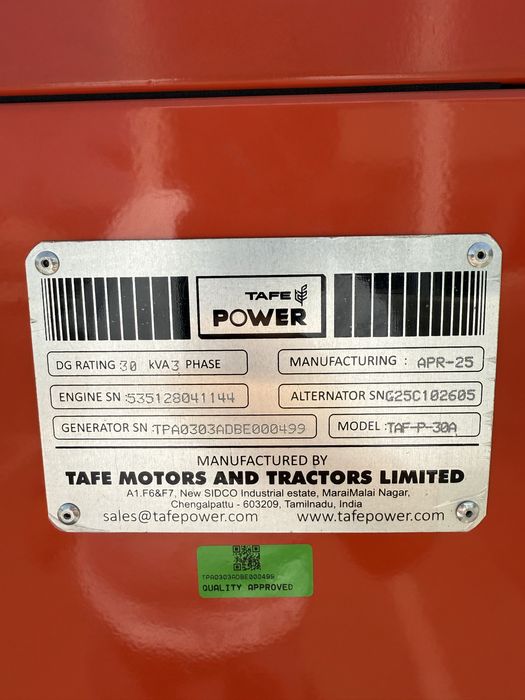 TAFE
POWER
DG RATING 30 kVA 3 PHASE
MANUFACTURING : APR-25
ENGINE SN :S35128041144
ALTERNATOR SN:G25C102605
GENERATOR SN :TPA0303ADBE000499
MODEL :TAF-P-30A
MANUFACTURED BY
TAFE MOTORS AND TRACTORS LIMITED
A1.F6&F7, New SIDCO Industrial estate, MaraiMalai Nagar,
Chengalpattu - 603209, Tamilnadu, India
sales@tafepower.com www.tafepower.com
TPA0303ADBE000499
QUALITY APPROVED